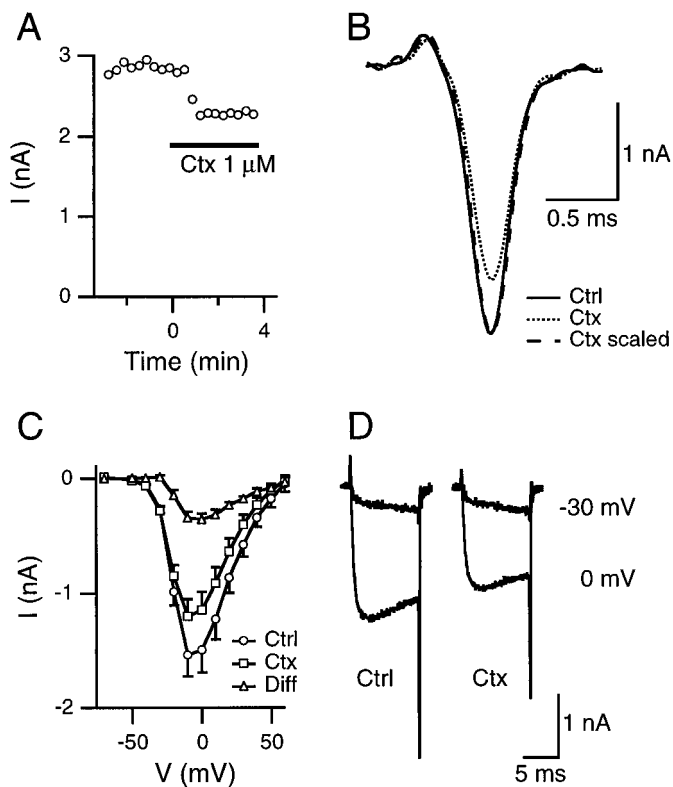 A
3
2
1
0
I (nA)
Ctx 1 μM
0
4
Time (min)
B
1 nA
0.5 ms
Ctrl
Ctx
Ctx scaled
C
0
-1
-2
I (nA)
Ctrl
Ctx
Diff
-50
0
50
V (mV)
D
-30 mV
0 mV
Ctrl
Ctx
1 nA
5 ms